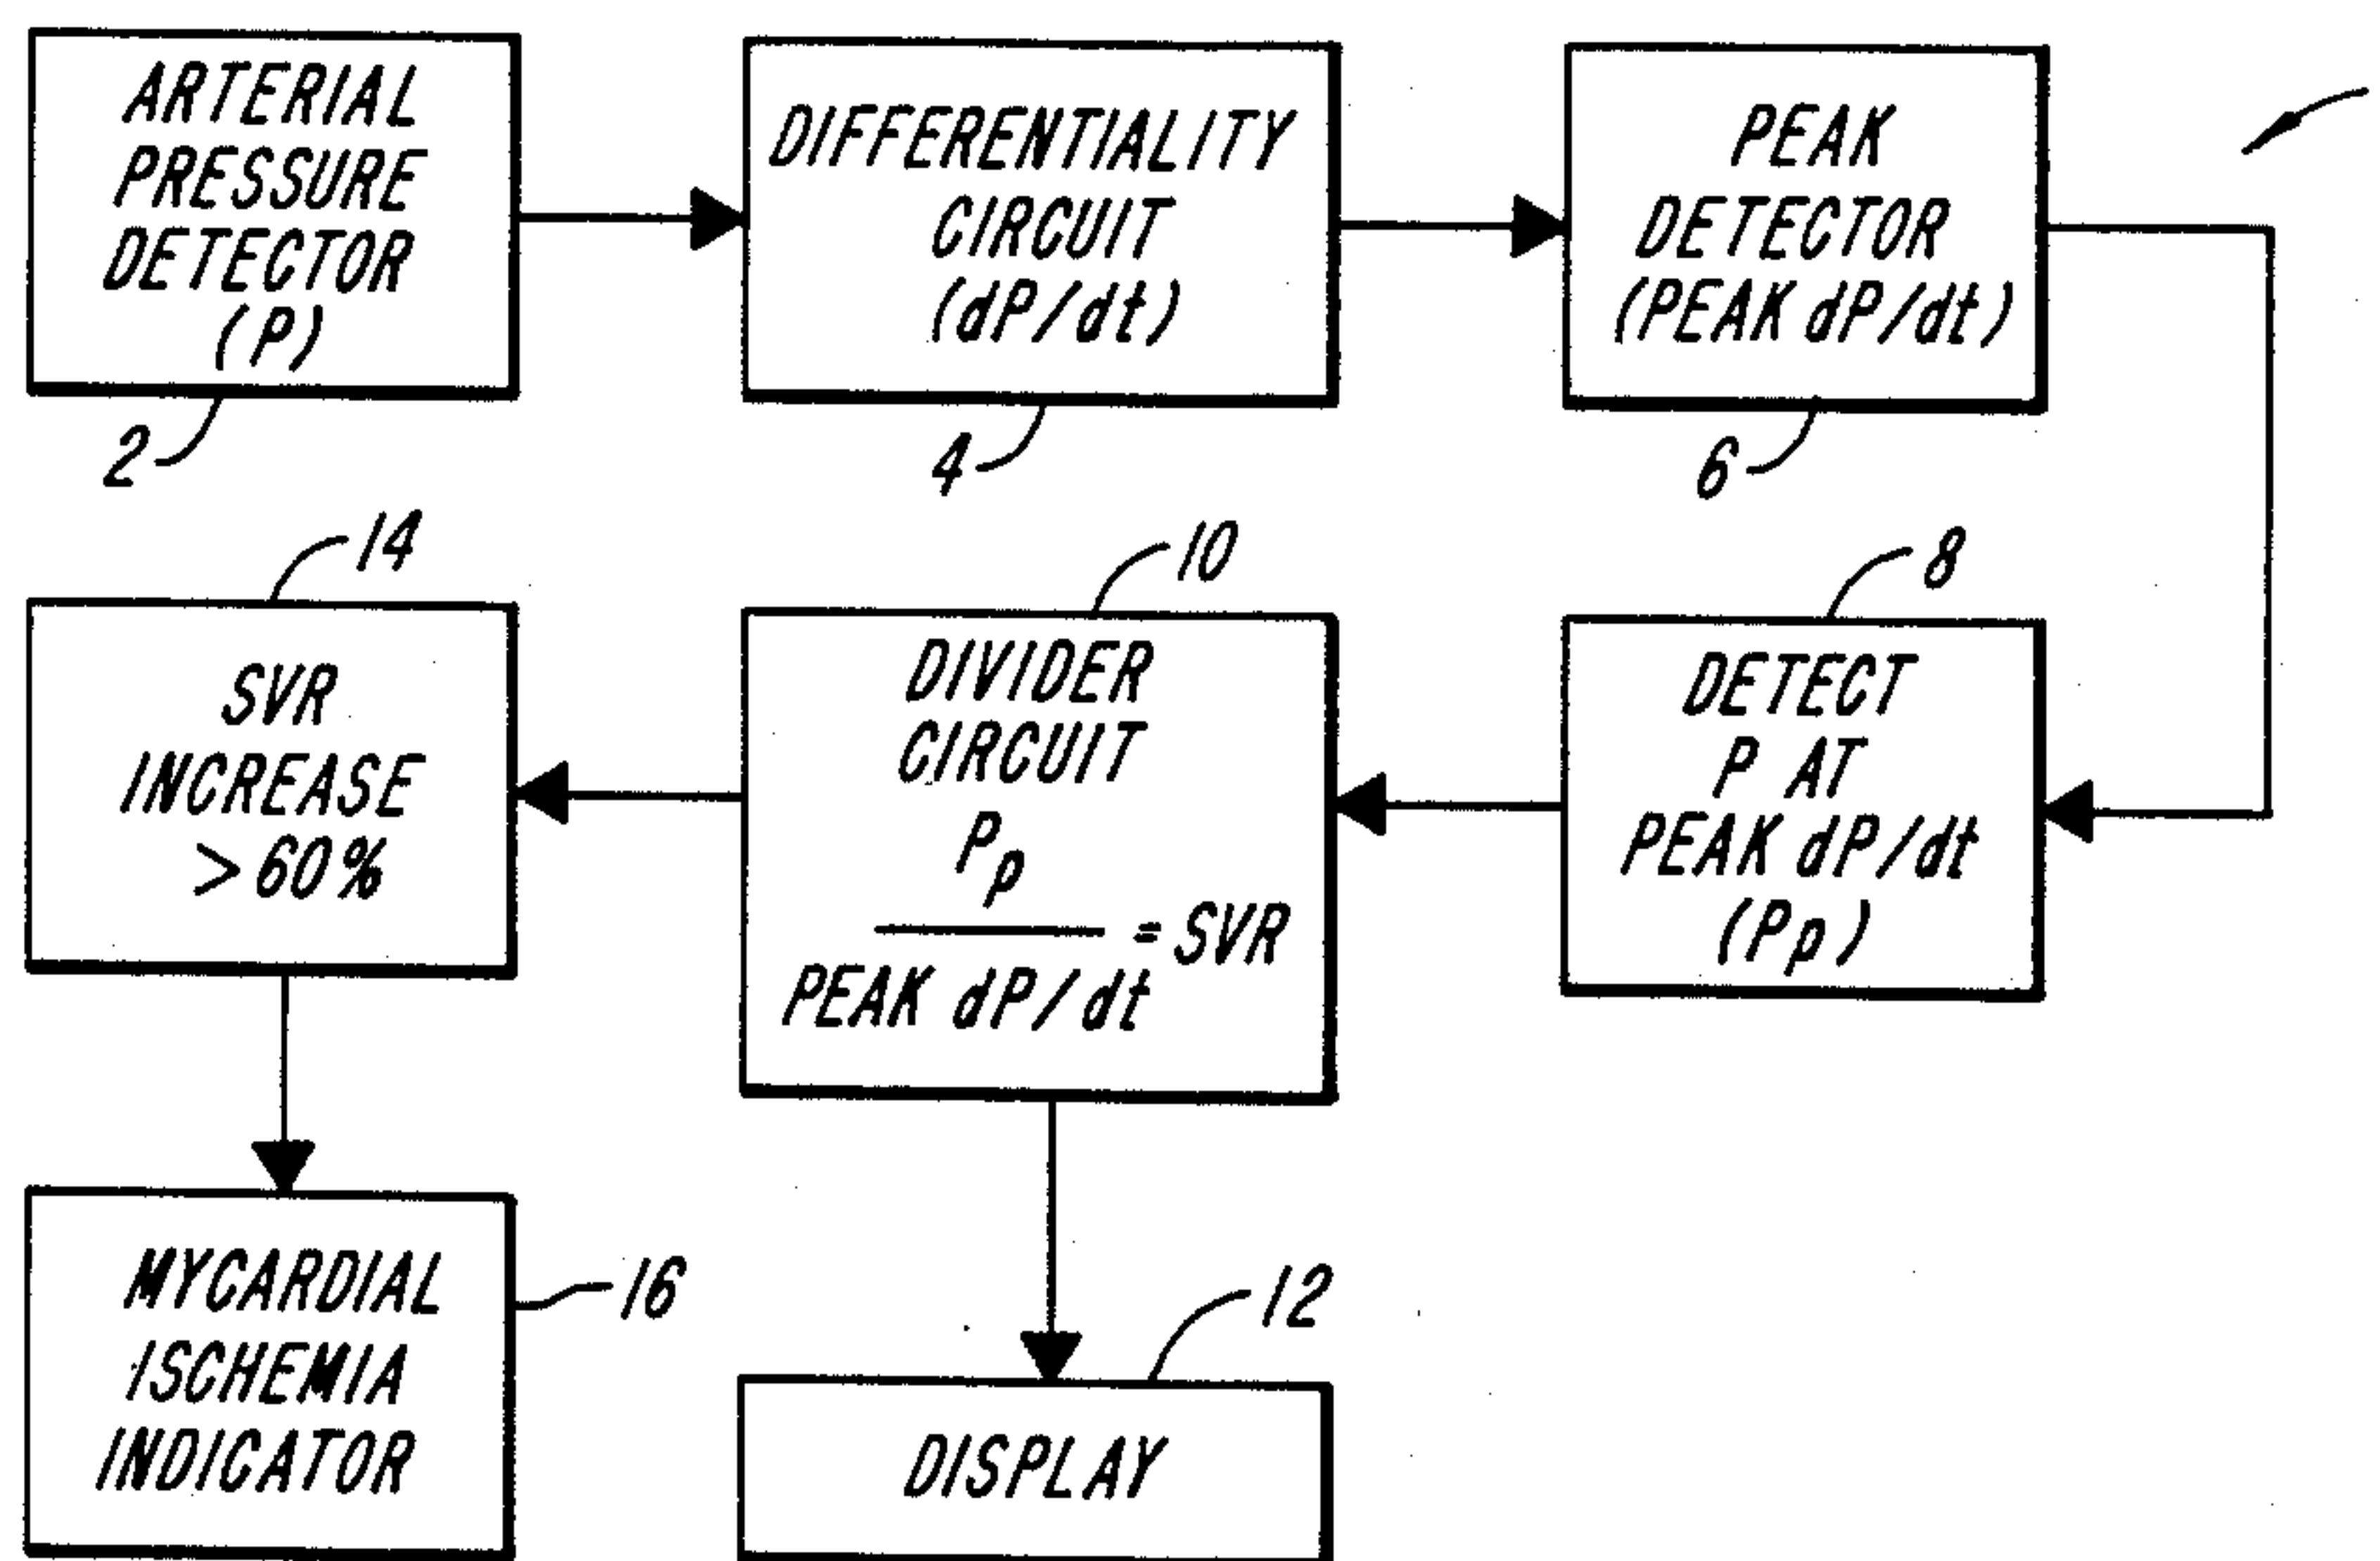 ARTERIAL
PRESSURE
DETECTOR
(P)
2
DIFFERENTIALITY
CIRCUIT
(dP/dt)
4
PEAK
DETECTOR
(PEAK dP/dt)
6
8
DETECT
P AT
PEAK dP/dt
(Pp)
10
DIVIDER
CIRCUIT
Pp
= SVR
PEAK dP/dt
14
SVR
INCREASE
> 60%
MYCARDIAL
ISCHEMIA
INDICATOR
16
12
DISPLAY